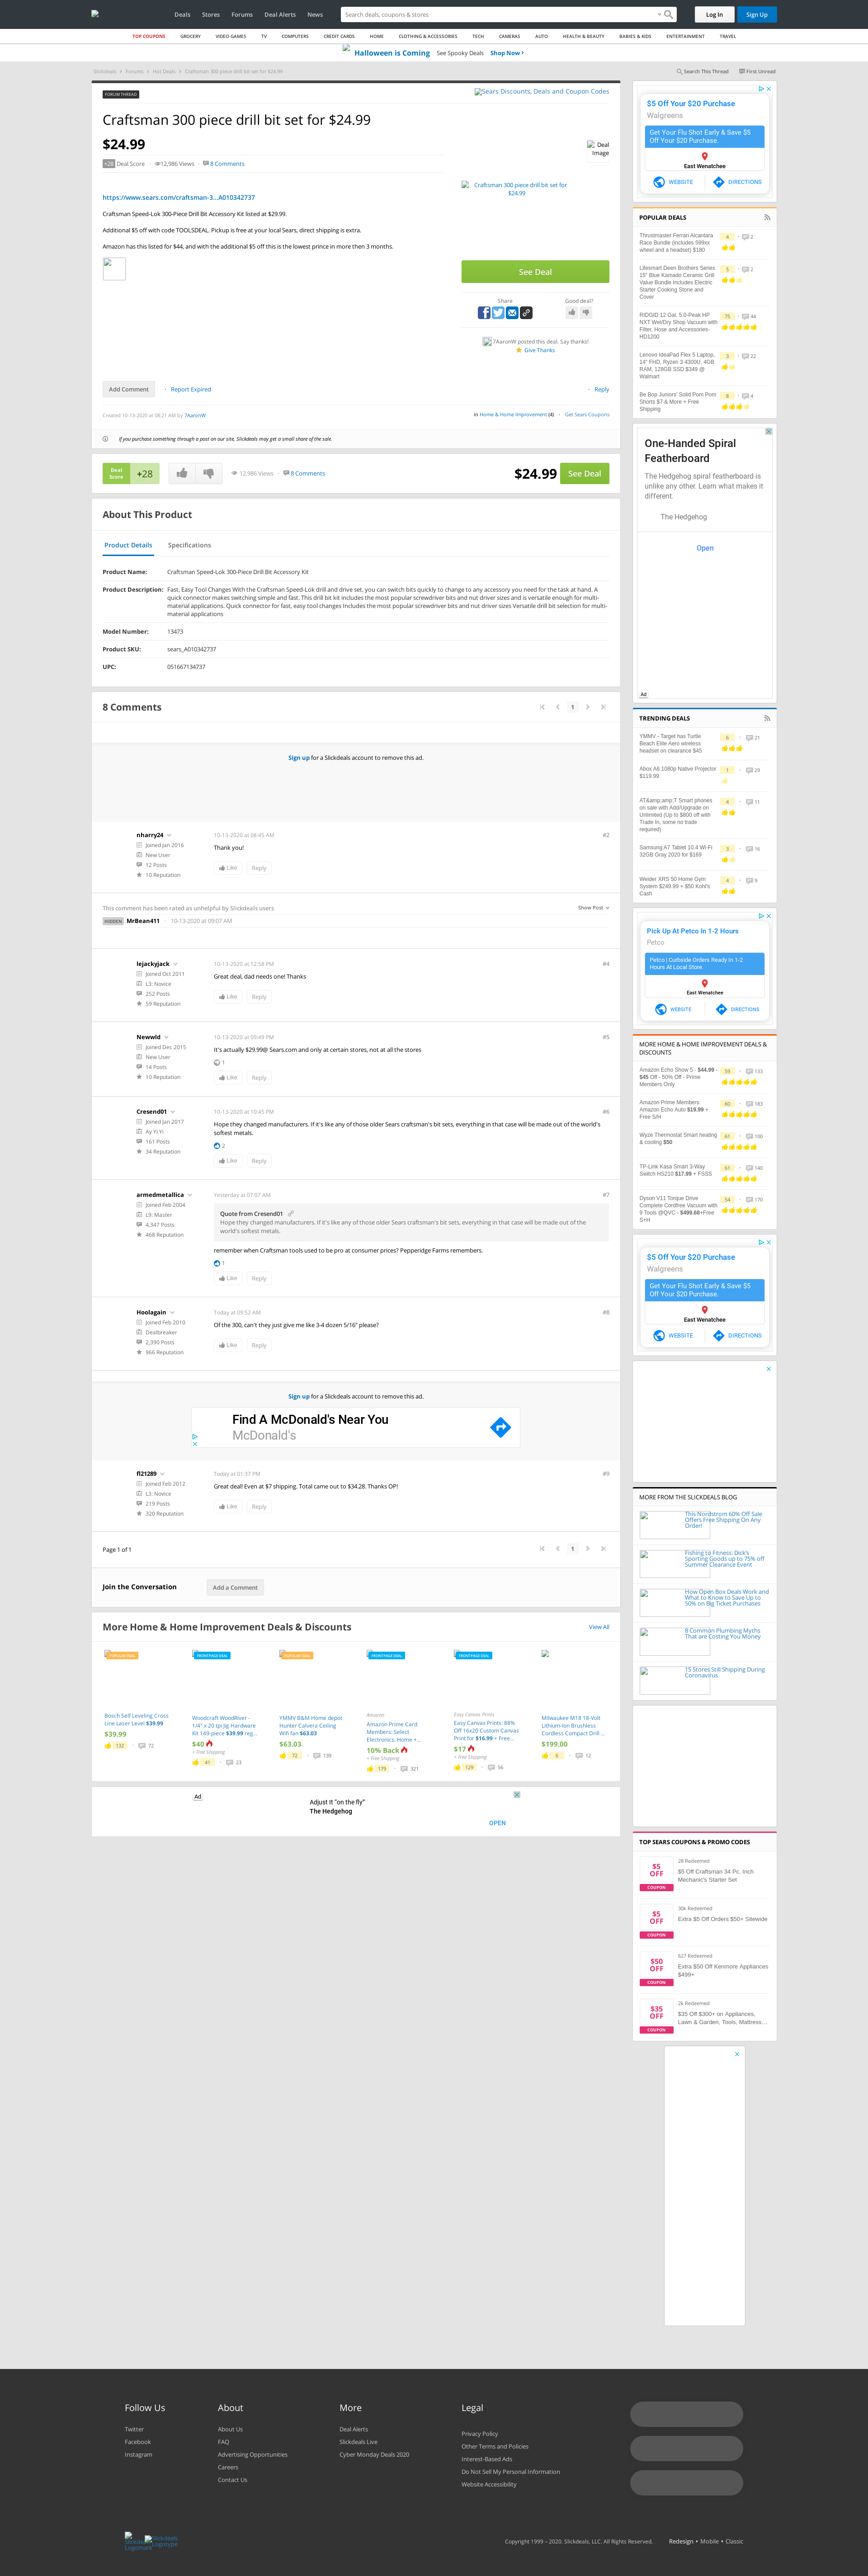 Deals
Stores
Forums
Deal Alerts
News
Search deals, coupons & stores
Log In
Sign Up
TOP COUPONS
GROCERY
VIDEO GAMES
TV
COMPUTERS
CREDIT CARDS
HOME
CLOTHING & ACCESSORIES
TECH
CAMERAS
AUTO
HEALTH & BEAUTY
BABIES & KIDS
ENTERTAINMENT
TRAVEL
Halloween is Coming See Spooky Deals Shop Now ›
Slickdeals › Forums › Hot Deals › Craftsman 300 piece drill bit set for $24.99
Search This Thread
First Unread
FORUM THREAD
Sears Discounts, Deals and Coupon Codes
Craftsman 300 piece drill bit set for $24.99
$24.99
Deal Image
+28 Deal Score
12,986 Views
8 Comments
Craftsman 300 piece drill bit set for $24.99
https://www.sears.com/craftsman-3...A010342737
Craftsman Speed-Lok 300-Piece Drill Bit Accessory Kit listed at $29.99.
Additional $5 off with code TOOLSDEAL. Pickup is free at your local Sears, direct shipping is extra.
Amazon has this listed for $44, and with the additional $5 off this is the lowest price in more then 3 months.
See Deal
Share
Good deal?
7AaronW posted this deal. Say thanks!
Give Thanks
Add Comment
Report Expired
Reply
Created 10-13-2020 at 08:21 AM by 7AaronW
in Home & Home Improvement (4) • Get Sears Coupons
If you purchase something through a post on our site, Slickdeals may get a small share of the sale.
Deal Score
+28
12,986 Views
8 Comments
$24.99
See Deal
About This Product
Product Details
Specifications
Product Name: Craftsman Speed-Lok 300-Piece Drill Bit Accessory Kit
Product Description: Fast, Easy Tool Changes With the Craftsman Speed-Lok drill and drive set, you can switch bits quickly to change to any accessory you need for the task at hand. A
quick connector makes switching simple and fast. This drill bit kit includes the most popular screwdriver bits and nut driver sizes and is eveything for multi-
material applications. Quick connector for fast, easy tool changes Includes the most popular screwdriver bits and nut driver sizes Versatile drill bit selection for multi-
material applications
Model Number: 13473
Product SKU: sears_A010342737
UPC: 051667134737
8 Comments
1
Sign up for a Slickdeals account to remove this ad.
nharry24
Joined Jan 2016
New User
12 Posts
10 Reputation
10-13-2020 at 08:45 AM
#2
Thank you!
Like
Reply
This comment has been rated as unhelpful by Slickdeals users
Show Post
HIDDEN MrBean411
10-13-2020 at 09:07 AM
lejackyjack
Joined Oct 2011
L3: Novice
252 Posts
59 Reputation
10-13-2020 at 12:58 PM
#4
Great deal, dad needs one! Thanks
Like
Reply
Newwld
Joined Dec 2015
New User
14 Posts
10 Reputation
10-13-2020 at 09:49 PM
#5
It's actually $29.99@ Sears.com and only at certain stores, not at all the stores
1
Like
Reply
Cresend01
Joined Jan 2017
Ay Yi Yi
161 Posts
34 Reputation
10-13-2020 at 10:45 PM
#6
Hope they changed manufacturers. If it's like any of those older Sears craftsman's bit sets, everything in that case will be made out of the world's
softest metals.
2
Like
Reply
armedmetallica
Joined Feb 2004
L9: Master
4,347 Posts
468 Reputation
Yesterday at 07:07 AM
#7
Quote from Cresend01
Hope they changed manufacturers. If it's like any of those older Sears craftsman's bit sets, everything in that case will be made out of the
world's softest metals.
remember when Craftsman tools used to be pro at consumer prices? Pepperidge Farms remembers.
1
Like
Reply
Hoolagain
Joined Feb 2010
Dealbreaker
2,390 Posts
966 Reputation
Today at 09:52 AM
#8
Of the 300, can't they just give me like 3-4 dozen 5/16" please?
Like
Reply
Sign up for a Slickdeals account to remove this ad.
Find A McDonald's Near You
McDonald's
fl21289
Joined Feb 2012
L3: Novice
219 Posts
320 Reputation
Today at 01:37 PM
#9
Great deal! Even at $7 shipping. Total came out to $34.28. Thanks OP!
Like
Reply
Page 1 of 1
1
Join the Conversation
Add a Comment
More Home & Home Improvement Deals & Discounts
View All
POPULAR DEAL
Bosch Self Leveling Cross
Line Laser Level $39.99
$39.99
132
72
FRONTPAGE DEAL
Woodcraft WoodRiver -
1/4" x 20 tpi Jig Hardware
Kit 149-piece $39.99 reg...
$40
+ Free Shipping
41
23
POPULAR DEAL
YMMV B&M Home depot
Hunter Calvera Ceiling
Wifi fan $63.03
$63.03
72
139
FRONTPAGE DEAL
Amazon
Amazon Prime Card
Members: Select
Electronics, Home +...
10% Back
+ Free Shipping
179
321
FRONTPAGE DEAL
Easy Canvas Prints
Easy Canvas Prints: 88%
Off 16x20 Custom Canvas
Print for $16.99 + Free...
$17
+ Free Shipping
129
56
Milwaukee M18 18-Volt
Lithium-Ion Brushless
Cordless Compact Drill ...
$199.00
6
12
Ad
Adjust It "on the fly"
The Hedgehog
OPEN
$5 Off Your $20 Purchase
Walgreens
Get Your Flu Shot Early & Save $5
Off Your $20 Purchase.
East Wenatchee
WEBSITE
DIRECTIONS
POPULAR DEALS
Thrustmaster Ferrari Alcantara
Race Bundle (includes 599xx
wheel and a headset) $180
4
2
Lifesmart Deen Brothers Series
15" Blue Kamado Ceramic Grill
Value Bundle Includes Electric
Starter Cooking Stone and
Cover
5
2
RIDGID 12 Gal. 5.0-Peak HP
NXT Wet/Dry Shop Vacuum with
Filter, Hose and Accessories-
HD1200
75
44
Lenovo IdeaPad Flex 5 Laptop,
14" FHD, Ryzen 3 4300U, 4GB
RAM, 128GB SSD $349 @
Walmart
3
22
Be Bop Juniors' Solid Pom Pom
Shorts $7 & More + Free
Shipping
8
4
One-Handed Spiral
Featherboard
The Hedgehog spiral featherboard is
unlike any other. Learn what makes it
different.
The Hedgehog
Open
Ad
TRENDING DEALS
YMMV - Target has Turtle
Beach Elite Aero wireless
headset on clearance $45
6
21
Abox A6 1080p Native Projector
$119.99
1
29
AT&amp;amp;T Smart phones
on sale with Add/Upgrade on
Unlimited (Up to $800 off with
Trade In, some no trade
required)
4
11
Samsung A7 Tablet 10.4 Wi-Fi
32GB Gray 2020 for $169
3
16
Weider XRS 50 Home Gym
System $249.99 + $50 Kohl's
Cash
4
9
Pick Up At Petco In 1-2 Hours
Petco
Petco | Curbside Orders Ready In 1-2
Hours At Local Store.
East Wenatchee
WEBSITE
DIRECTIONS
MORE HOME & HOME IMPROVEMENT DEALS &
DISCOUNTS
Amazon Echo Show 5 - $44.99 -
$45 Off - 50% Off - Prime
Members Only
59
133
Amazon Prime Members:
Amazon Echo Auto $19.99 +
Free S/H
60
183
Wyze Thermostat Smart heating
& cooling $50
61
100
TP-Link Kasa Smart 3-Way
Switch HS210 $17.99 + FSSS
61
140
Dyson V11 Torque Drive
Complete Cordfree Vacuum with
9 Tools @QVC - $499.68+Free
S+H
54
170
$5 Off Your $20 Purchase
Walgreens
Get Your Flu Shot Early & Save $5
Off Your $20 Purchase.
East Wenatchee
WEBSITE
DIRECTIONS
MORE FROM THE SLICKDEALS BLOG
This Nordstrom 60% Off Sale
Offers Free Shipping On Any
Order!
Fishing to Fitness: Dick's
Sporting Goods up to 75% off
Summer Clearance Event
How Open Box Deals Work and
What to Know to Save Up to
50% on Big Ticket Purchases
8 Common Plumbing Myths
That are Costing You Money
15 Stores Still Shipping During
Coronavirus
TOP SEARS COUPONS & PROMO CODES
$5 OFF
COUPON
28 Redeemed
$5 Off Craftsman 34 Pc. Inch
Mechanic's Starter Set
$5 OFF
COUPON
30k Redeemed
Extra $5 Off Orders $50+ Sitewide
$50 OFF
COUPON
627 Redeemed
Extra $50 Off Kenmore Appliances
$499+
$35 OFF
COUPON
2k Redeemed
$35 Off $300+ on Appliances,
Lawn & Garden, Tools, Mattress...
Follow Us
Twitter
Facebook
Instagram
About
About Us
FAQ
Advertising Opportunities
Careers
Contact Us
More
Deal Alerts
Slickdeals Live
Cyber Monday Deals 2020
Legal
Privacy Policy
Other Terms and Policies
Interest-Based Ads
Do Not Sell My Personal Information
Website Accessibility
Slickdeals Logotype
Copyright 1999 – 2020. Slickdeals, LLC. All Rights Reserved.
Redesign • Mobile • Classic